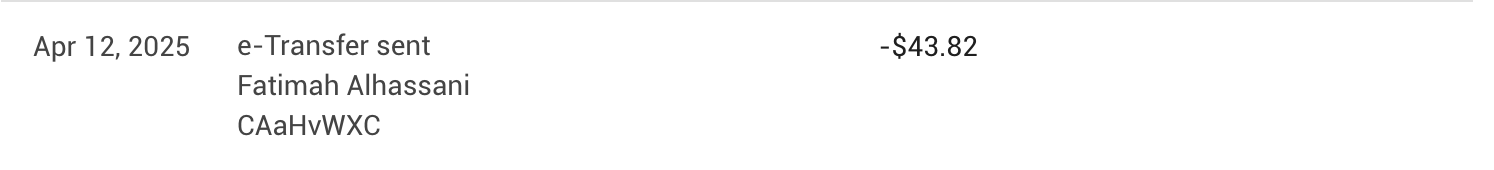 Apr 12, 2025 e-Transfer sent -$43.82
Fatimah Alhassani
CAaHvWXC